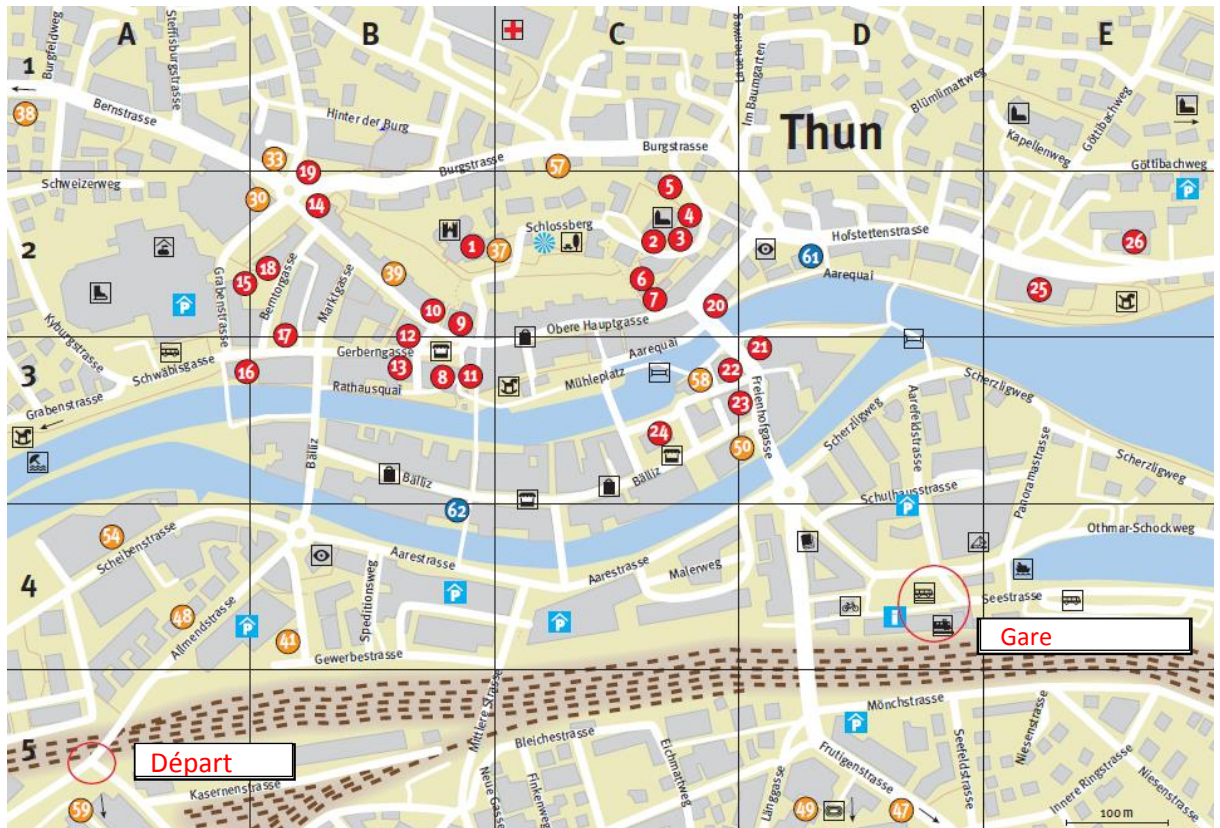 A
B
C
D
E
1
2
3
4
5
Thun
Burgfeldweg
Steffisburgstrasse
Bernstrasse
Hinter der Burg
Burgstrasse
Burgstrasse
Lauenenweg
Im Baumgarten
Blümlimattweg
Kapellenweg
Göttibachweg
Göttibachweg
38
33
19
57
Schweizerweg
30
14
5
4
Schlossberg
1
37
2
3
Hofstettenstrasse
61
26
P
Aarequai
39
18
15
P
Grabenstrasse
Berntorgasse
Marktgasse
6
7
20
25
10
9
Obere Hauptgasse
Kyburgstrasse
17
12
Gerberngasse
Aarequai
21
Schwäbisgasse
16
13
8
11
Mühleplatz
58
22
Rathausquai
Freienhofgasse
23
Scherzligweg
Grabenstrasse
24
50
Scherzligweg
Aarefeldstrasse
Panoramastrasse
Scherzligweg
Bälliz
Bälliz
Bälliz
Schulhausstrasse
62
P
54
Scheibenstrasse
Othmar-Schockweg
Aarestrasse
Aarestrasse
Malerweg
Speditionsweg
P
Seestrasse
48
Allmendstrasse
P
41
P
i
Gare
Gewerbestrasse
Mittlere Strasse
Mönchstrasse
Départ
Bleichestrasse
P
Kasernenstrasse
Neue Gasse
Finkenweg
Eichmattweg
Länggasse
Frutigenstrasse
Seefeldstrasse
Niesenstrasse
Innere Ringstrasse
Niesenstrasse
59
49
47
100 m